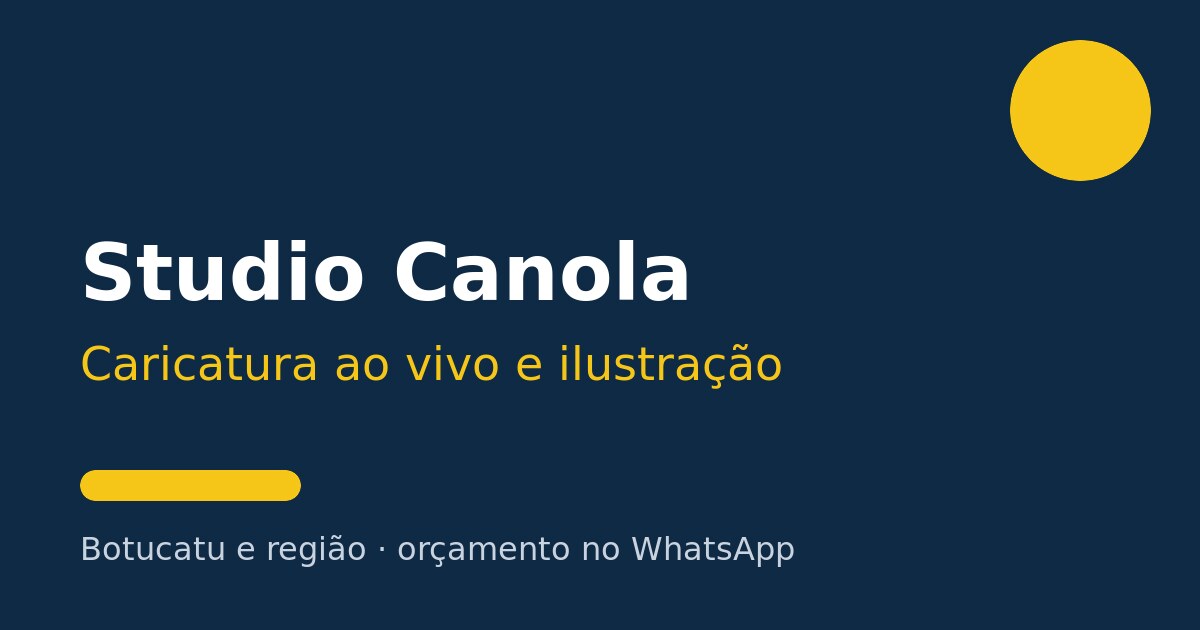 Studio Canola
Caricatura ao vivo e ilustração
Botucatu e região · orçamento no WhatsApp